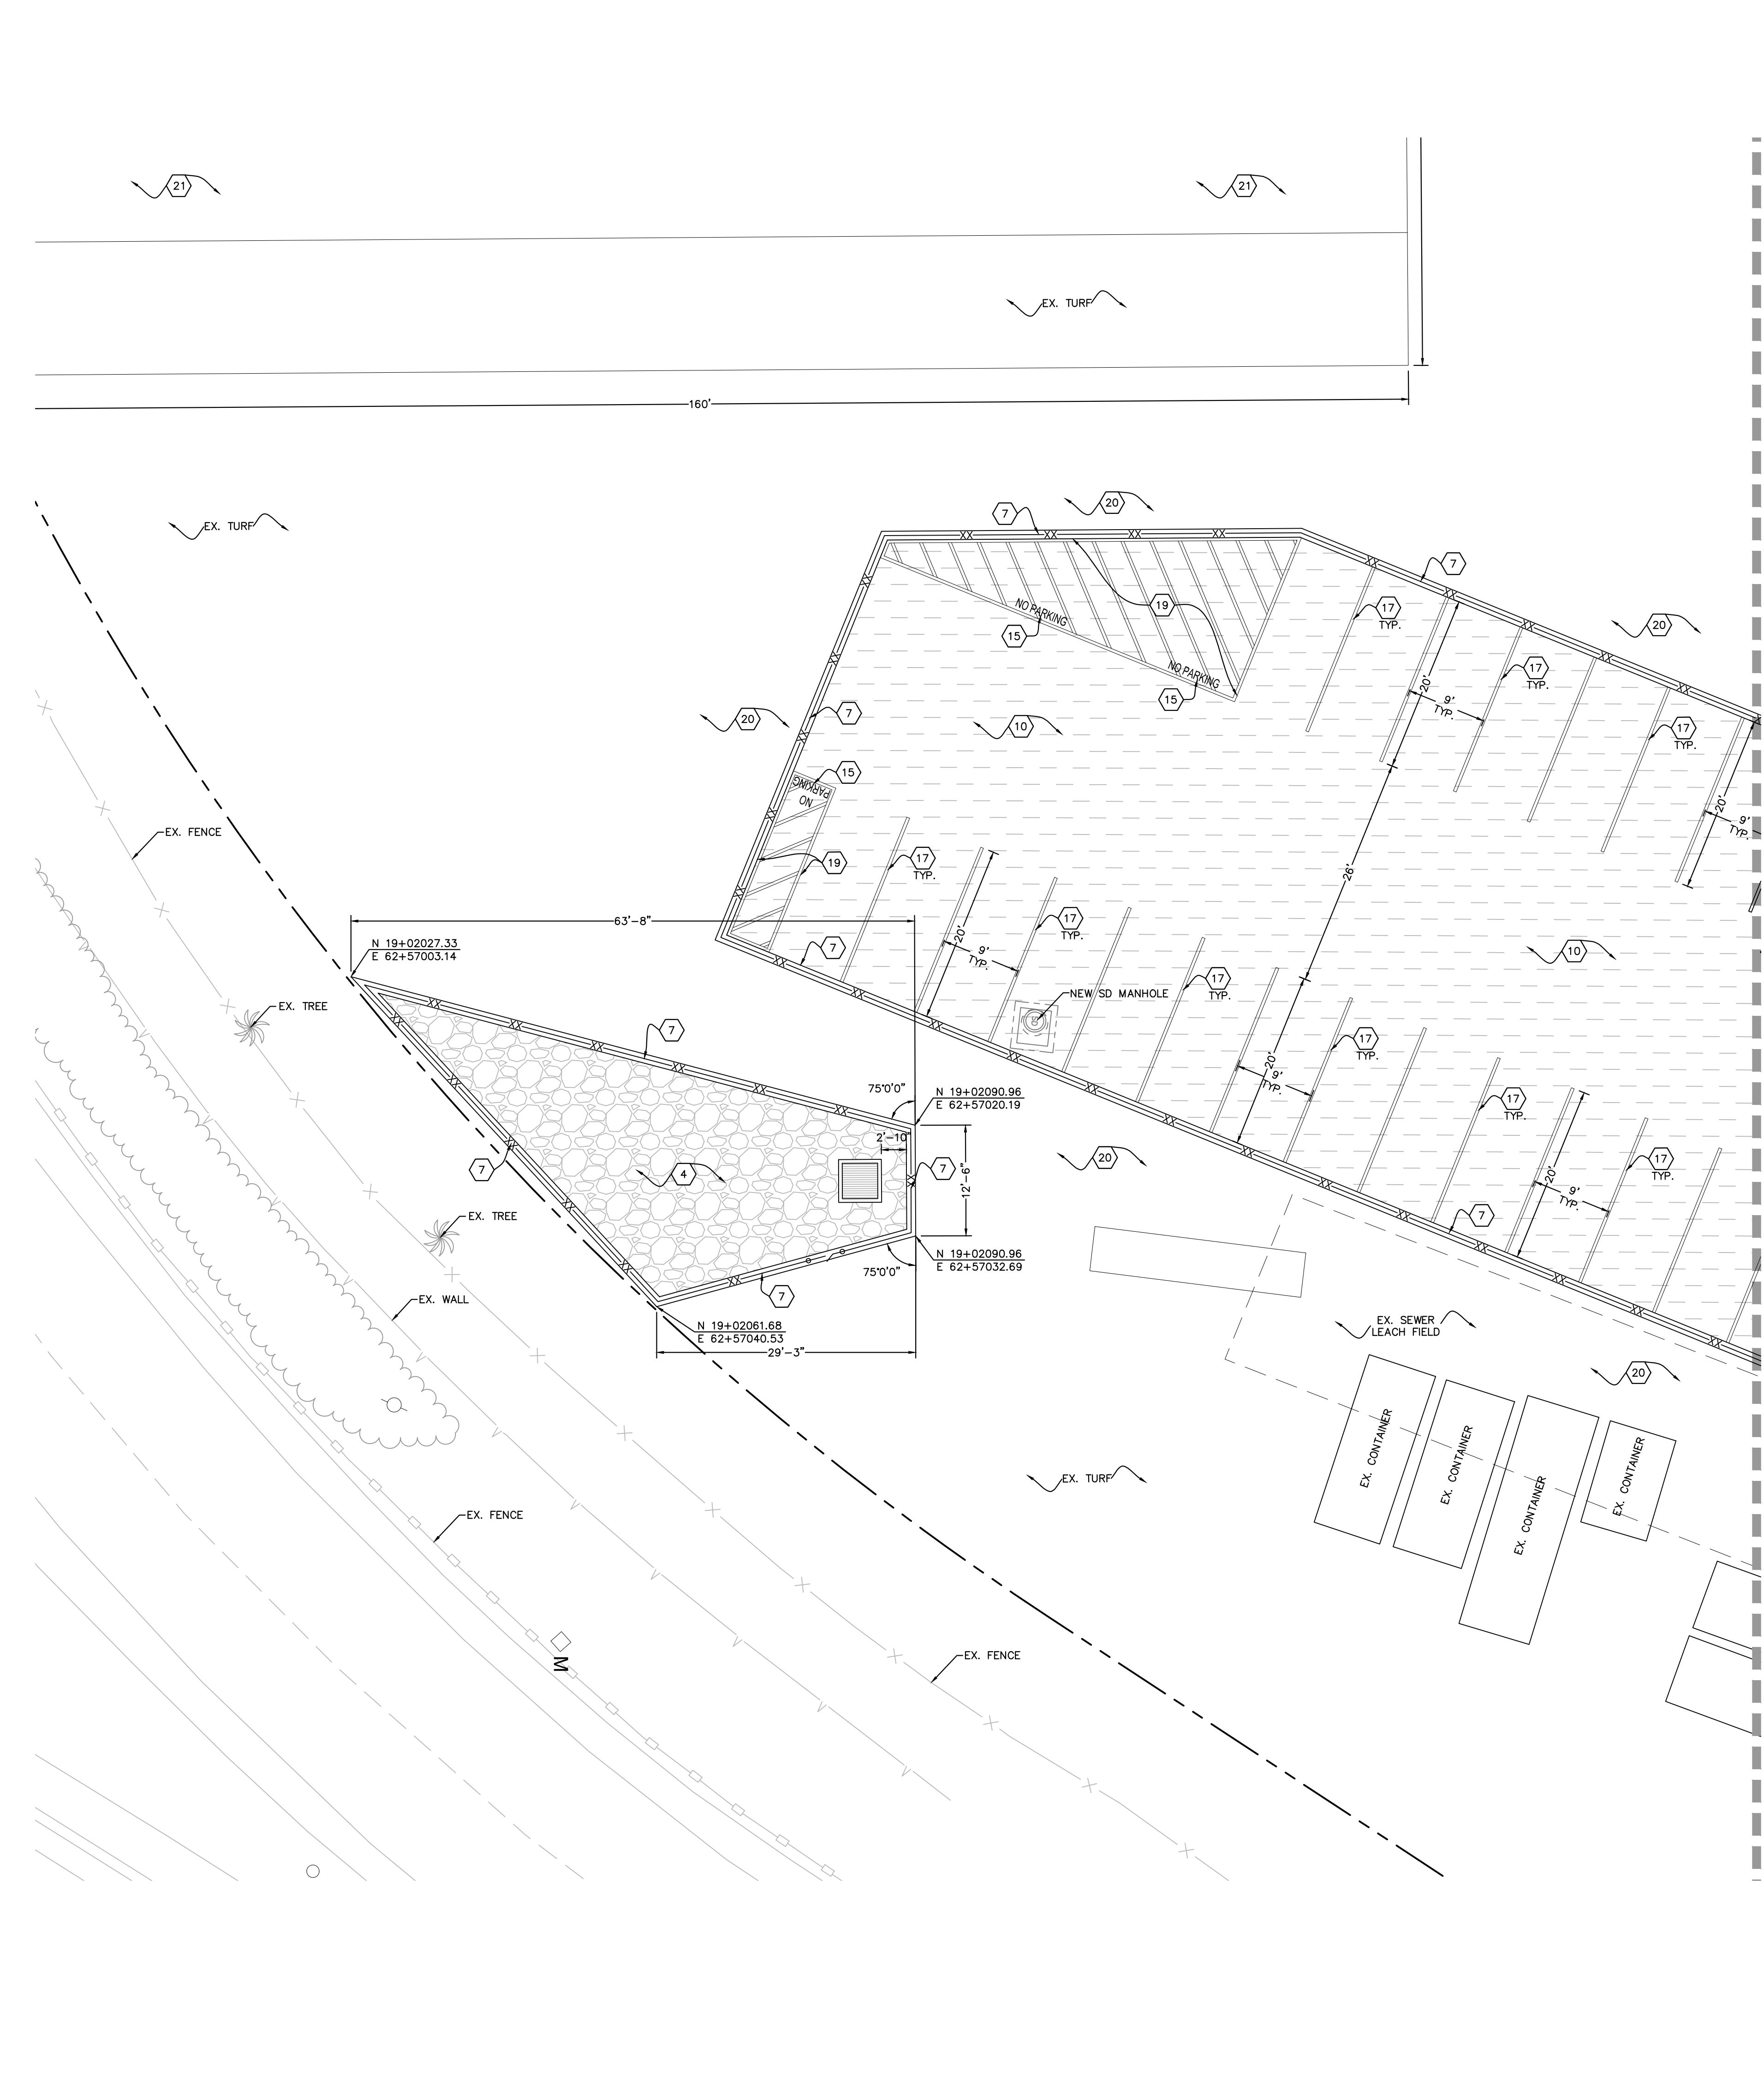 21
21
EX. TURF
160'
20
7
EX. TURF
7
NO PARKING
19
17
TYP.
20
15
20'
17
TYP.
NO PARKING
15
9'
TYP.
20
7
10
17
TYP.
15
NO
PARKING
20'
9'
TYP.
EX. FENCE
19
17
TYP.
26'
63'-8"
17
TYP.
20'
9'
TYP.
7
10
N 19+02027.33
E 62+57003.14
17
TYP.
NEW SD MANHOLE
EX. TREE
7
17
TYP.
20'
9'
TYP.
75°0'0"
N 19+02090.96
E 62+57020.19
17
TYP.
2'-10"
20
7
4
7
12'-6"
17
TYP.
20'
9'
TYP.
EX. TREE
7
N 19+02090.96
E 62+57032.69
75°0'0"
7
EX. WALL
N 19+02061.68
E 62+57040.53
29'-3"
EX. SEWER
LEACH FIELD
20
EX. CONTAINER
EX. CONTAINER
EX. CONTAINER
EX. CONTAINER
EX. TURF
EX. FENCE
M
EX. FENCE